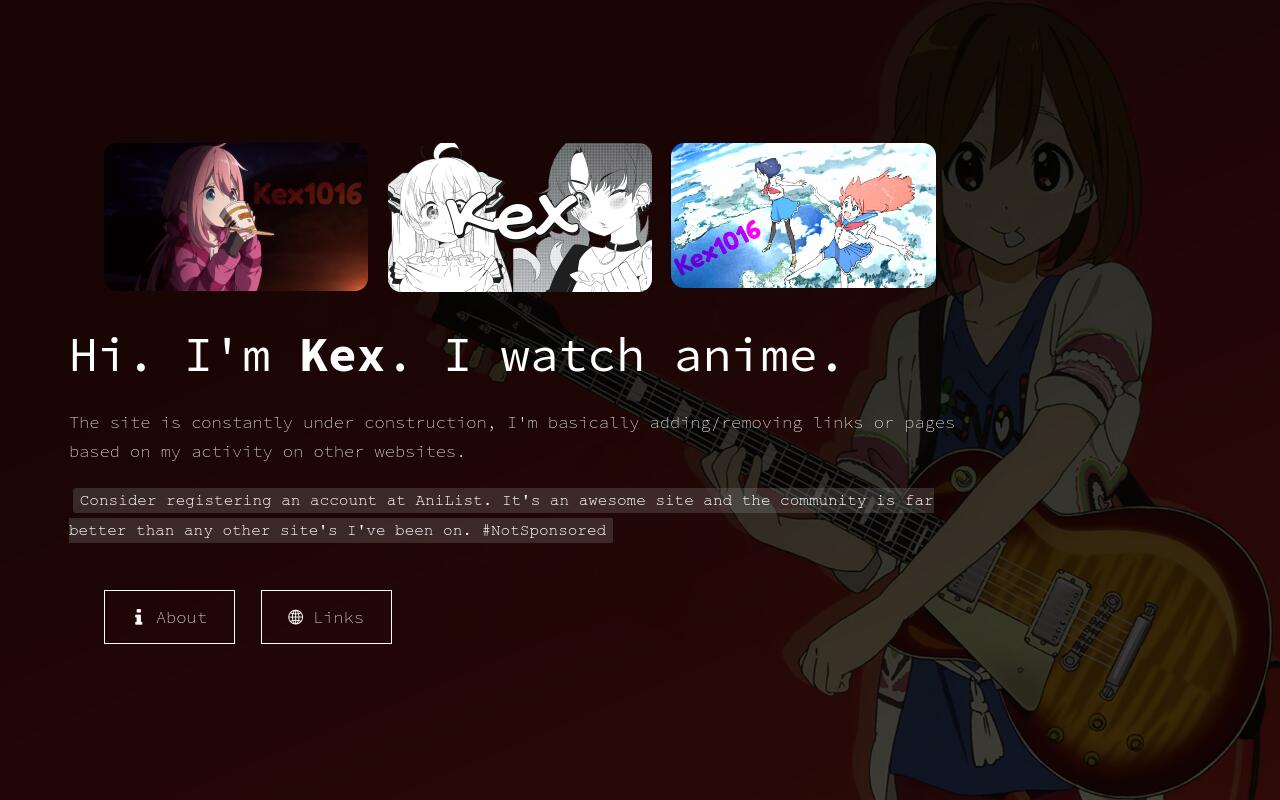 Kex1016
Kex
Kex1016
Hi. I'm Kex. I watch anime.
The site is constantly under construction, I'm basically adding/removing links or pages
based on my activity on other websites.
Consider registering an account at AniList. It's an awesome site and the community is far
better than any other site's I've been on. #NotSponsored
About
Links